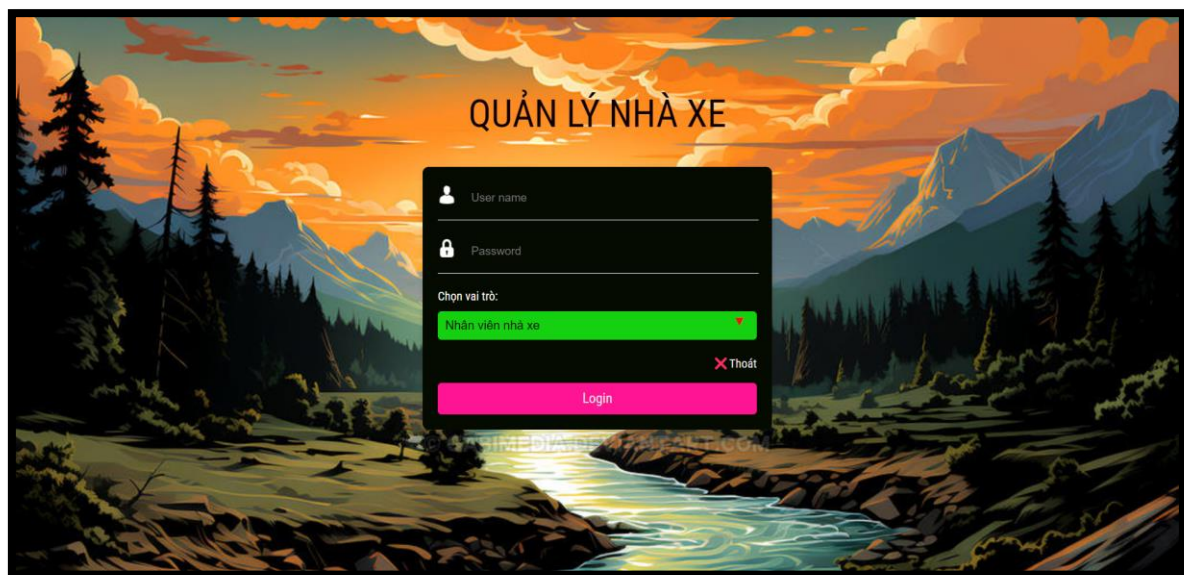 QUẢN LÝ NHÀ XE
User name
Password
Chọn vai trò:
Nhân viên nhà xe
Thoát
Login